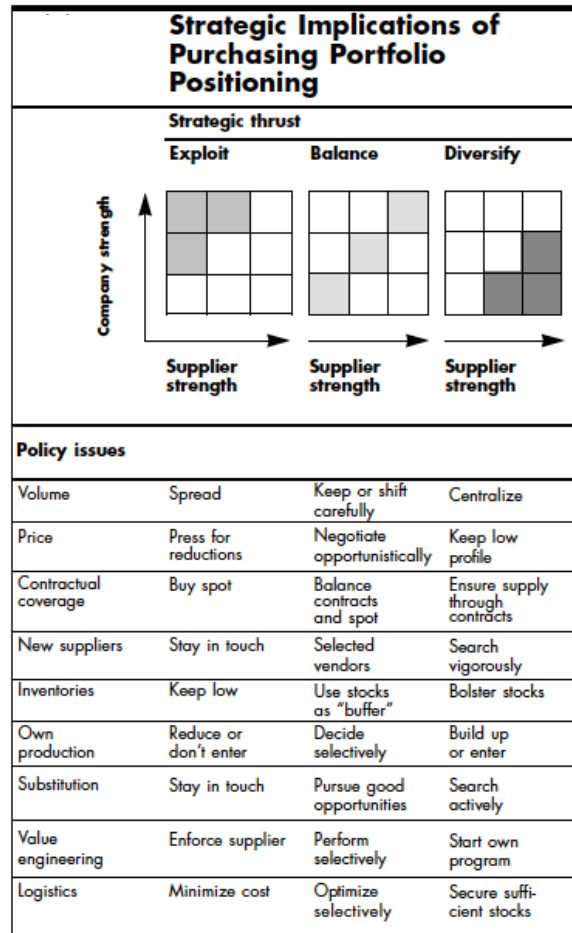 Strategic Implications of
Purchasing Portfolio
Positioning
Strategic thrust
Exploit Balance Diversify
Company strength
Supplier strength Supplier strength Supplier strength
Policy issues
Volume Spread Keep or shift carefully Centralize
Price Press for reductions Negotiate opportunistically Keep low profile
Contractual coverage Buy spot Balance contracts and spot Ensure supply through contracts
New suppliers Stay in touch Selected vendors Search vigorously
Inventories Keep low Use stocks as “buffer” Bolster stocks
Own production Reduce or don’t enter Decide selectively Build up or enter
Substitution Stay in touch Pursue good opportunities Search actively
Value engineering Enforce supplier Perform selectively Start own program
Logistics Minimize cost Optimize selectively Secure suffi-cient stocks